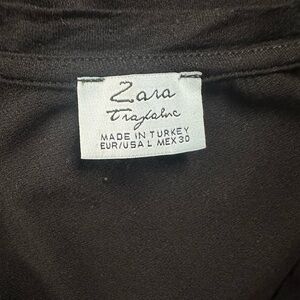 Zara
Trafaluc
MADE IN TURKEY
EUR/USA L MEX 30